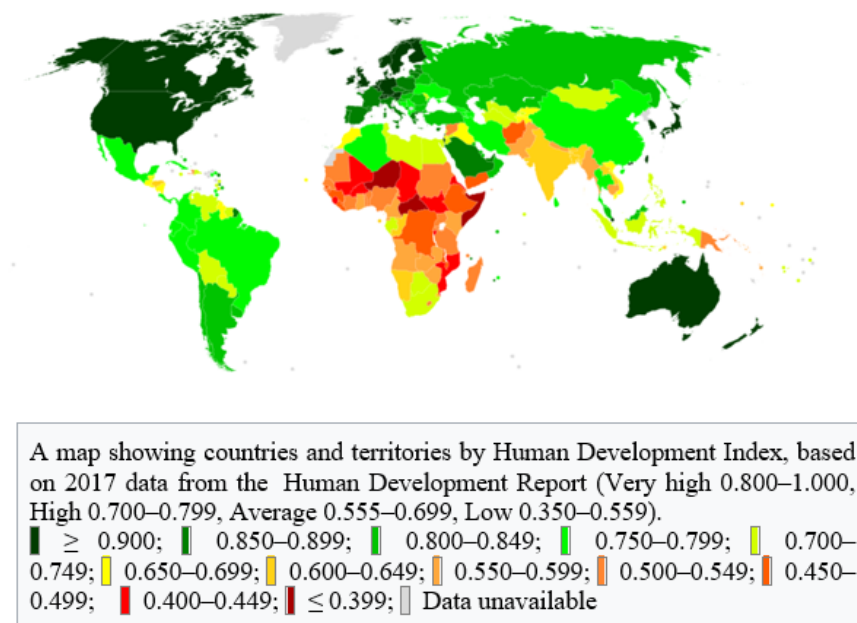 A map showing countries and territories by Human Development Index, based
on 2017 data from the Human Development Report (Very high 0.800–1.000,
High 0.700–0.799, Average 0.555–0.699, Low 0.350–0.559).
≥ 0.900; 0.850–0.899; 0.800–0.849; 0.750–0.799; 0.700–
0.749; 0.650–0.699; 0.600–0.649; 0.550–0.599; 0.500–0.549; 0.450–
0.499; 0.400–0.449; ≤ 0.399; Data unavailable